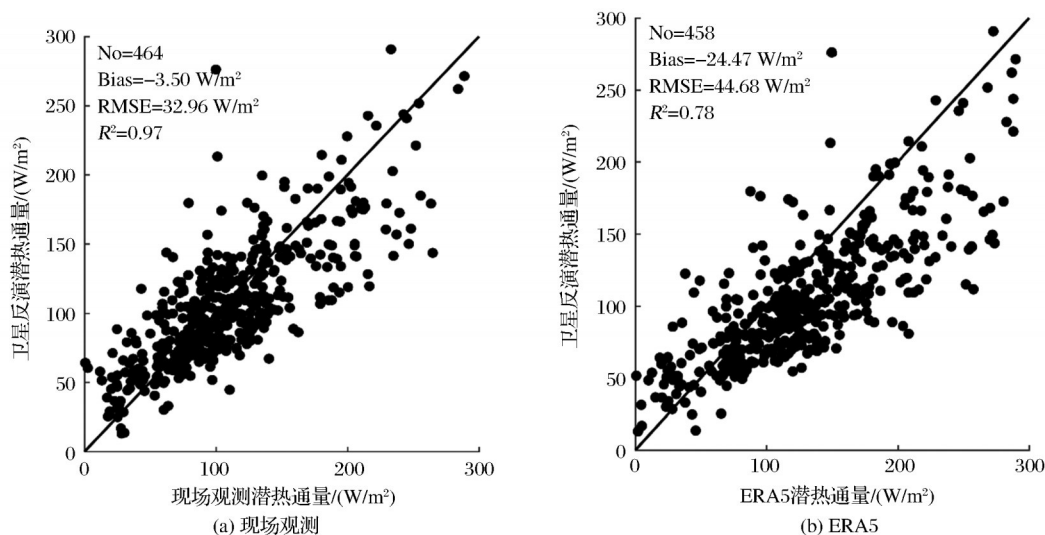 No=464
Bias=-3.50 W/m²
RMSE=32.96 W/m²
R²=0.97
300
250
200
150
100
50
0
0 100 200 300
卫星反演潜热通量/(W/m²)
现场观测潜热通量/(W/m²)
(a) 现场观测
No=458
Bias=-24.47 W/m²
RMSE=44.68 W/m²
R²=0.78
300
250
200
150
100
50
0
0 100 200 300
卫星反演潜热通量/(W/m²)
ERA5潜热通量/(W/m²)
(b) ERA5